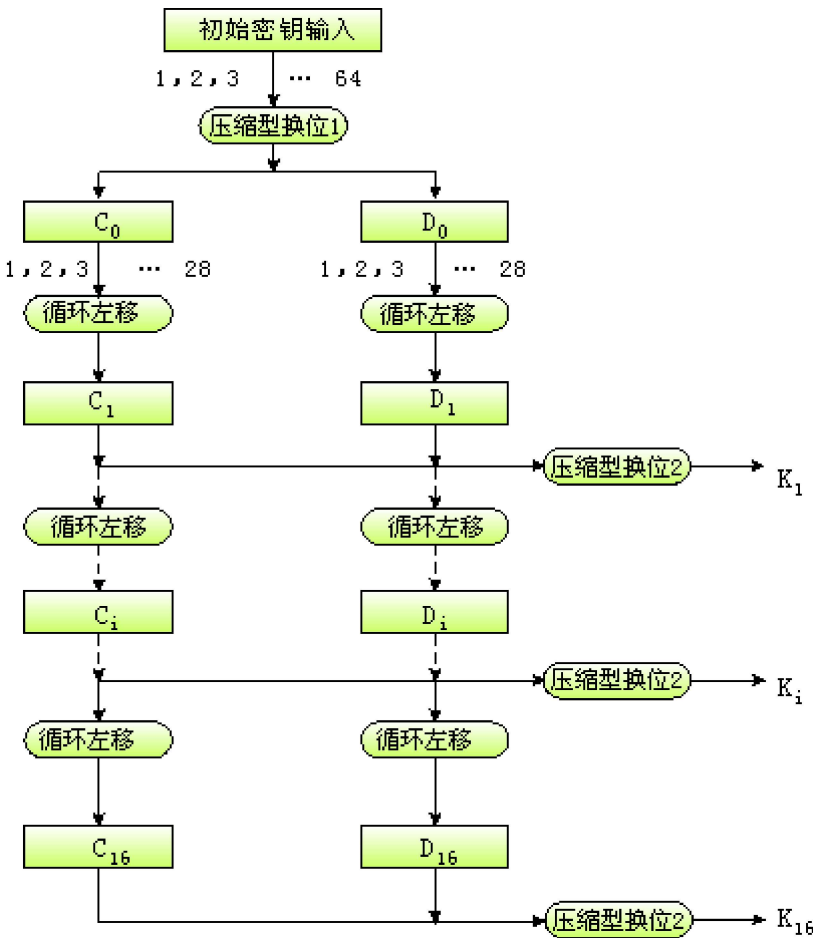 初始密钥输入
1,2,3 … 64
压缩型换位1
C0 D0
1,2,3 … 28 1,2,3 … 28
循环左移 循环左移
C1 D1
压缩型换位2 K1
循环左移 循环左移
Ci Di
压缩型换位2 Ki
循环左移 循环左移
C16 D16
压缩型换位2 K16